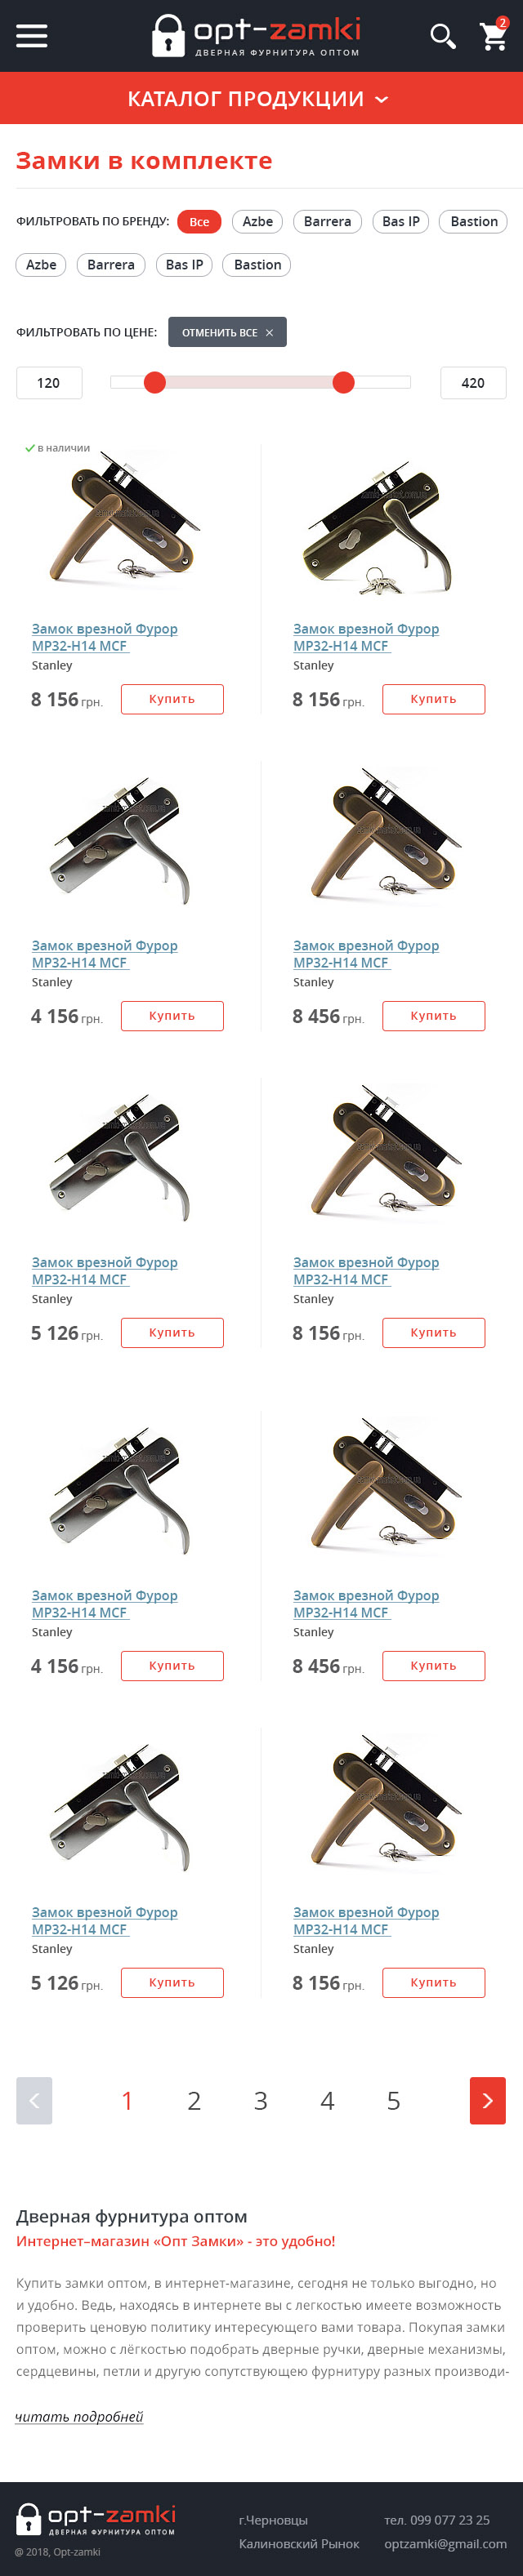 opt-zamki
ДВЕРНАЯ ФУРНИТУРА ОПТОМ
2
КАТАЛОГ ПРОДУКЦИИ
Замки в комплекте
ФИЛЬТРОВАТЬ ПО БРЕНДУ: Все Azbe Barrera Bas IP Bastion
Azbe Barrera Bas IP Bastion
ФИЛЬТРОВАТЬ ПО ЦЕНЕ: ОТМЕНИТЬ ВСЕ
120 420
в наличии
Замок врезной Фурор Замок врезной Фурор
MP32-H14 MCF MP32-H14 MCF
Stanley Stanley
8 156 грн. Купить 8 156 грн. Купить
Замок врезной Фурор Замок врезной Фурор
MP32-H14 MCF MP32-H14 MCF
Stanley Stanley
4 156 грн. Купить 8 456 грн. Купить
Замок врезной Фурор Замок врезной Фурор
MP32-H14 MCF MP32-H14 MCF
Stanley Stanley
5 126 грн. Купить 8 156 грн. Купить
Замок врезной Фурор Замок врезной Фурор
MP32-H14 MCF MP32-H14 MCF
Stanley Stanley
4 156 грн. Купить 8 456 грн. Купить
Замок врезной Фурор Замок врезной Фурор
MP32-H14 MCF MP32-H14 MCF
Stanley Stanley
5 126 грн. Купить 8 156 грн. Купить
1 2 3 4 5
Дверная фурнитура оптом
Интернет–магазин «Опт Замки» - это удобно!
Купить замки оптом, в интернет-магазине, сегодня не только выгодно, но
и удобно. Ведь, находясь в интернете вы с легкостью имеете возможность
проверить ценовую политику интересующего вами товара. Покупая замки
оптом, можно с лёгкостью подобрать дверные ручки, дверные механизмы,
сердцевины, петли и другую сопутствующею фурнитуру разных производи-
читать подробней
opt-zamki
ДВЕРНАЯ ФУРНИТУРА ОПТОМ
@ 2018, Opt-zamki
г.Черновцы
Калиновский Рынок
тел. 099 077 23 25
optzamki@gmail.com